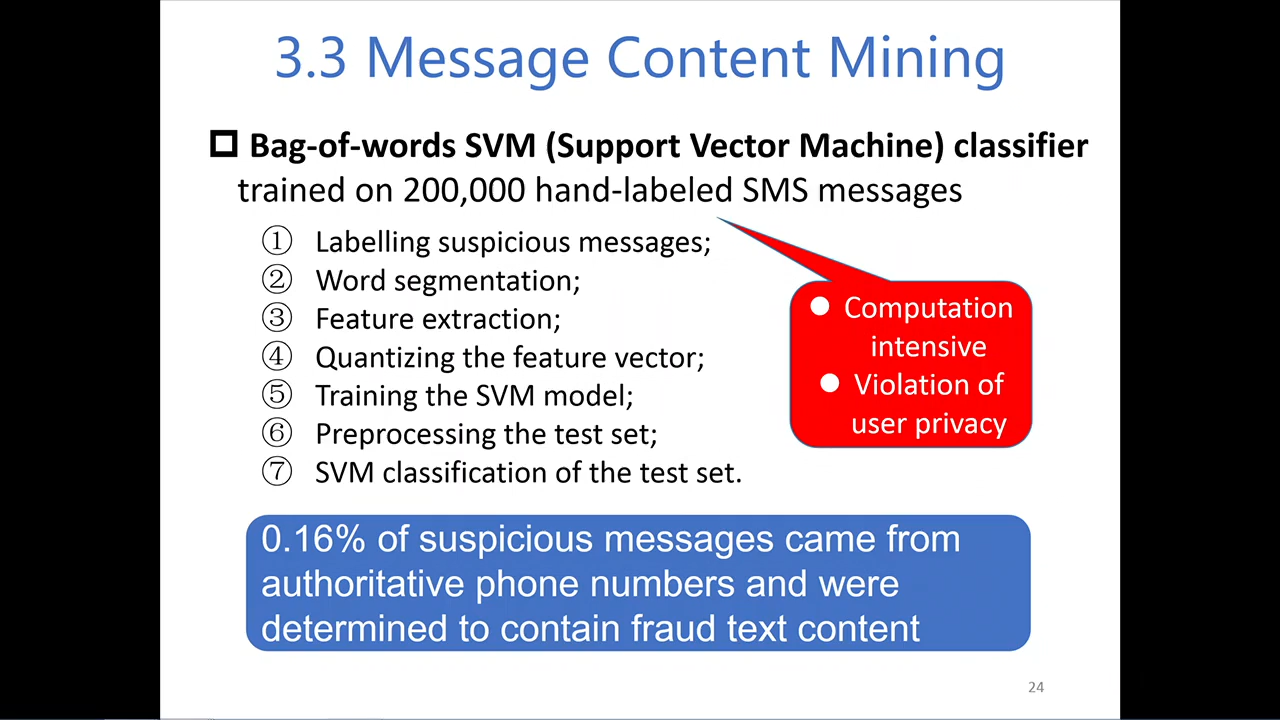 3.3 Message Content Mining
Bag-of-words SVM (Support Vector Machine) classifier
trained on 200,000 hand-labeled SMS messages
① Labelling suspicious messages;
② Word segmentation;
③ Feature extraction;
④ Quantizing the feature vector;
⑤ Training the SVM model;
⑥ Preprocessing the test set;
⑦ SVM classification of the test set.
● Computation
intensive
● Violation of
user privacy
0.16% of suspicious messages came from
authoritative phone numbers and were
determined to contain fraud text content
24